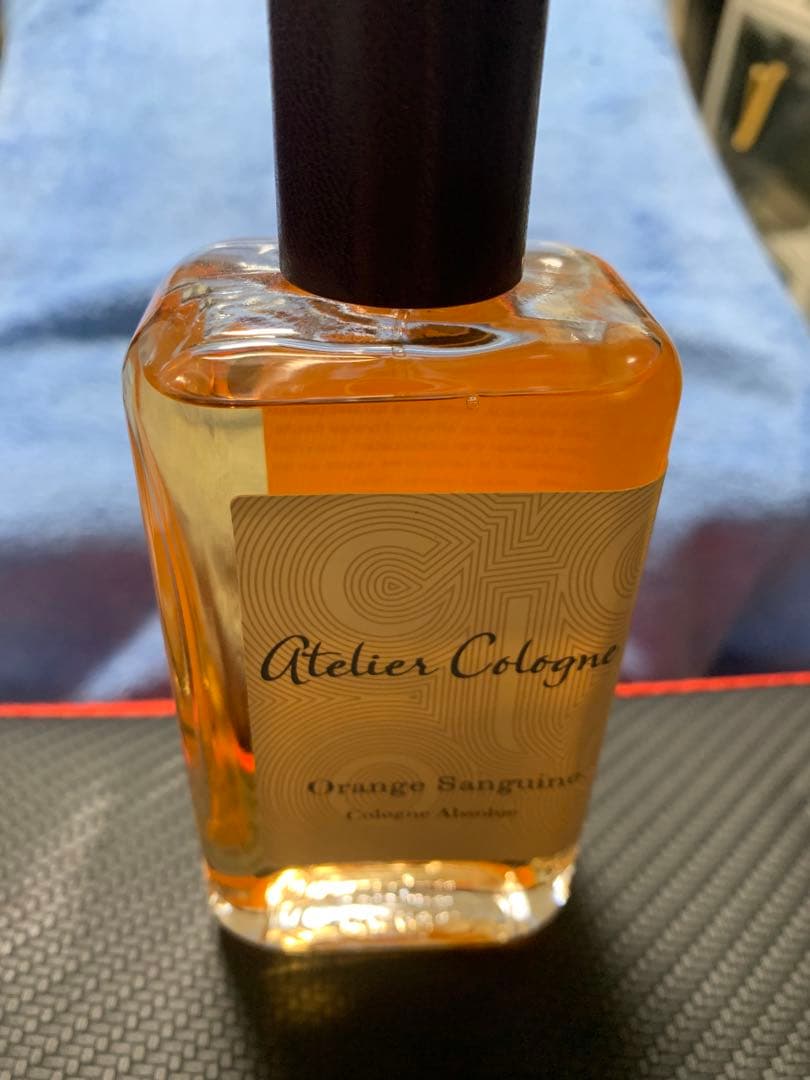 Atelier Cologne
Orange Sanguine
Cologne Absolue